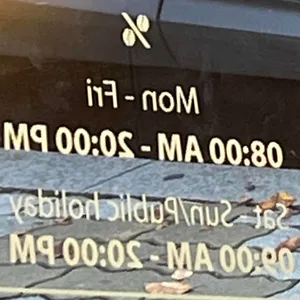 %
Mon - Fri
08:00 AM - 20:00 PM
Sat - Sun/Public holiday
09:00 AM - 20:00 PM